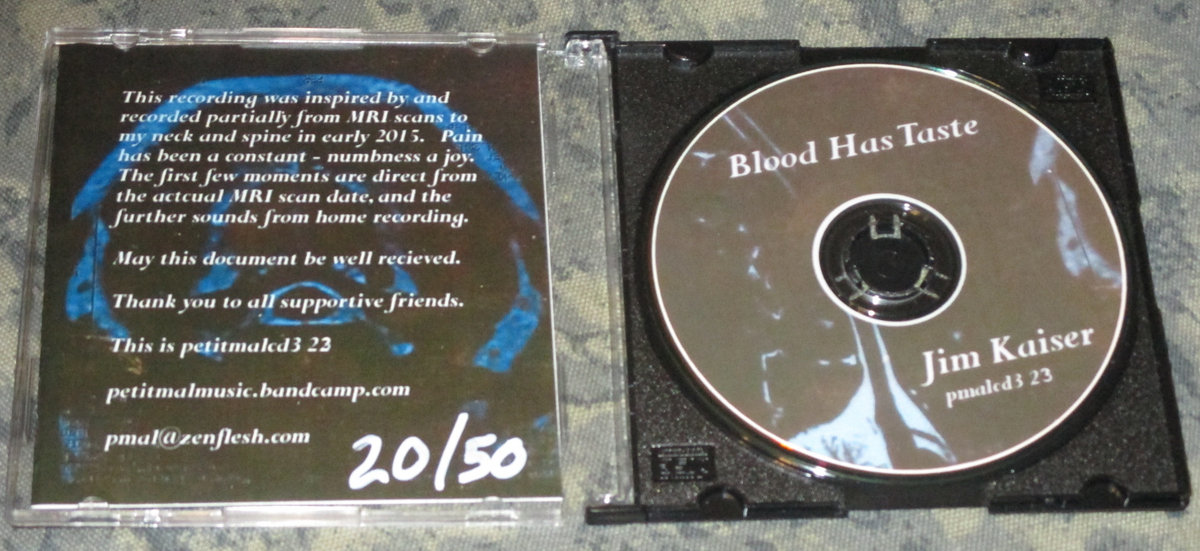 This recording was inspired by and
recorded partially from MRI scans to
my neck and spine in early 2015. Pain
has been a constant - numbness a joy.
The first few moments are direct from
the actcual MRI scan date, and the
further sounds from home recording.
May this document be well recieved.
Thank you to all supportive friends.
This is petitmalcd3 23
petitmalmusic.bandcamp.com
pmal@zenflesh.com
20/50
Blood Has Taste
Jim Kaiser
pmalcd3 23